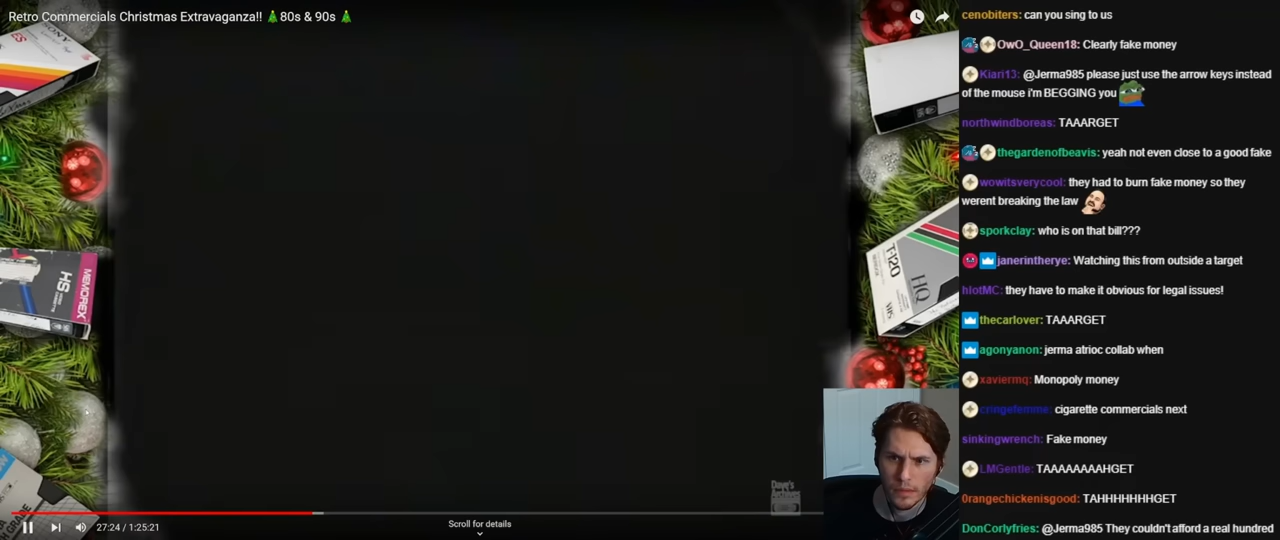 Retro Commercials Christmas Extravaganza!! 🎄80s & 90s 🎄
SONY
ES
MEMOREX
HS
T-120
HQ
VHS
GRADE
Dave's
27:24 / 1:25:21
Scroll for details
cenobiters: can you sing to us
OwO_Queen18: Clearly fake money
Kiari13: @Jerma985 please just use the arrow keys instead
of the mouse i'm BEGGING you
northwindboreas: TAAARGET
thegardenofbeavis: yeah not even close to a good fake
wowitsverycool: they had to burn fake money so they
werent breaking the law
sporkclay: who is on that bill???
janerintherye: Watching this from outside a target
hlotMC: they have to make it obvious for legal issues!
thecarlover: TAAARGET
agonyanon: jerma atrioc collab when
xaviermq: Monopoly money
cringefemme: cigarette commercials next
sinkingwrench: Fake money
LMGentle: TAAAAAAAAHGET
0rangechickenisgood: TAHHHHHHHGET
DonCorlyfries: @Jerma985 They couldn't afford a real hundred